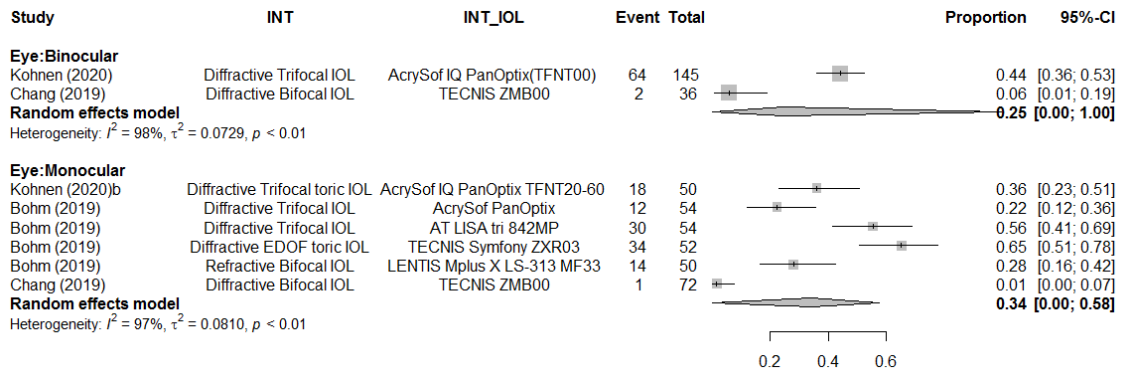 Study INT INT_IOL Event Total Proportion 95%-CI
Eye:Binocular
Kohnen (2020) Diffractive Trifocal IOL AcrySof IQ PanOptix(TFNT00) 64 145 0.44 [0.36; 0.53]
Chang (2019) Diffractive Bifocal IOL TECNIS ZMB00 2 36 0.06 [0.01; 0.19]
Random effects model 0.25 [0.00; 1.00]
Heterogeneity: I² = 98%, τ² = 0.0729, p < 0.01
Eye:Monocular
Kohnen (2020)b Diffractive Trifocal toric IOL AcrySof IQ PanOptix TFNT20-60 18 50 0.36 [0.23; 0.51]
Bohm (2019) Diffractive Trifocal IOL AcrySof PanOptix 12 54 0.22 [0.12; 0.36]
Bohm (2019) Diffractive Trifocal IOL AT LISA tri 842MP 30 54 0.56 [0.41; 0.69]
Bohm (2019) Diffractive EDOF toric IOL TECNIS Symfony ZXR03 34 52 0.65 [0.51; 0.78]
Bohm (2019) Refractive Bifocal IOL LENTIS Mplus X LS-313 MF33 14 50 0.28 [0.16; 0.42]
Chang (2019) Diffractive Bifocal IOL TECNIS ZMB00 1 72 0.01 [0.00; 0.07]
Random effects model 0.34 [0.00; 0.58]
Heterogeneity: I² = 97%, τ² = 0.0810, p < 0.01
0.2 0.4 0.6